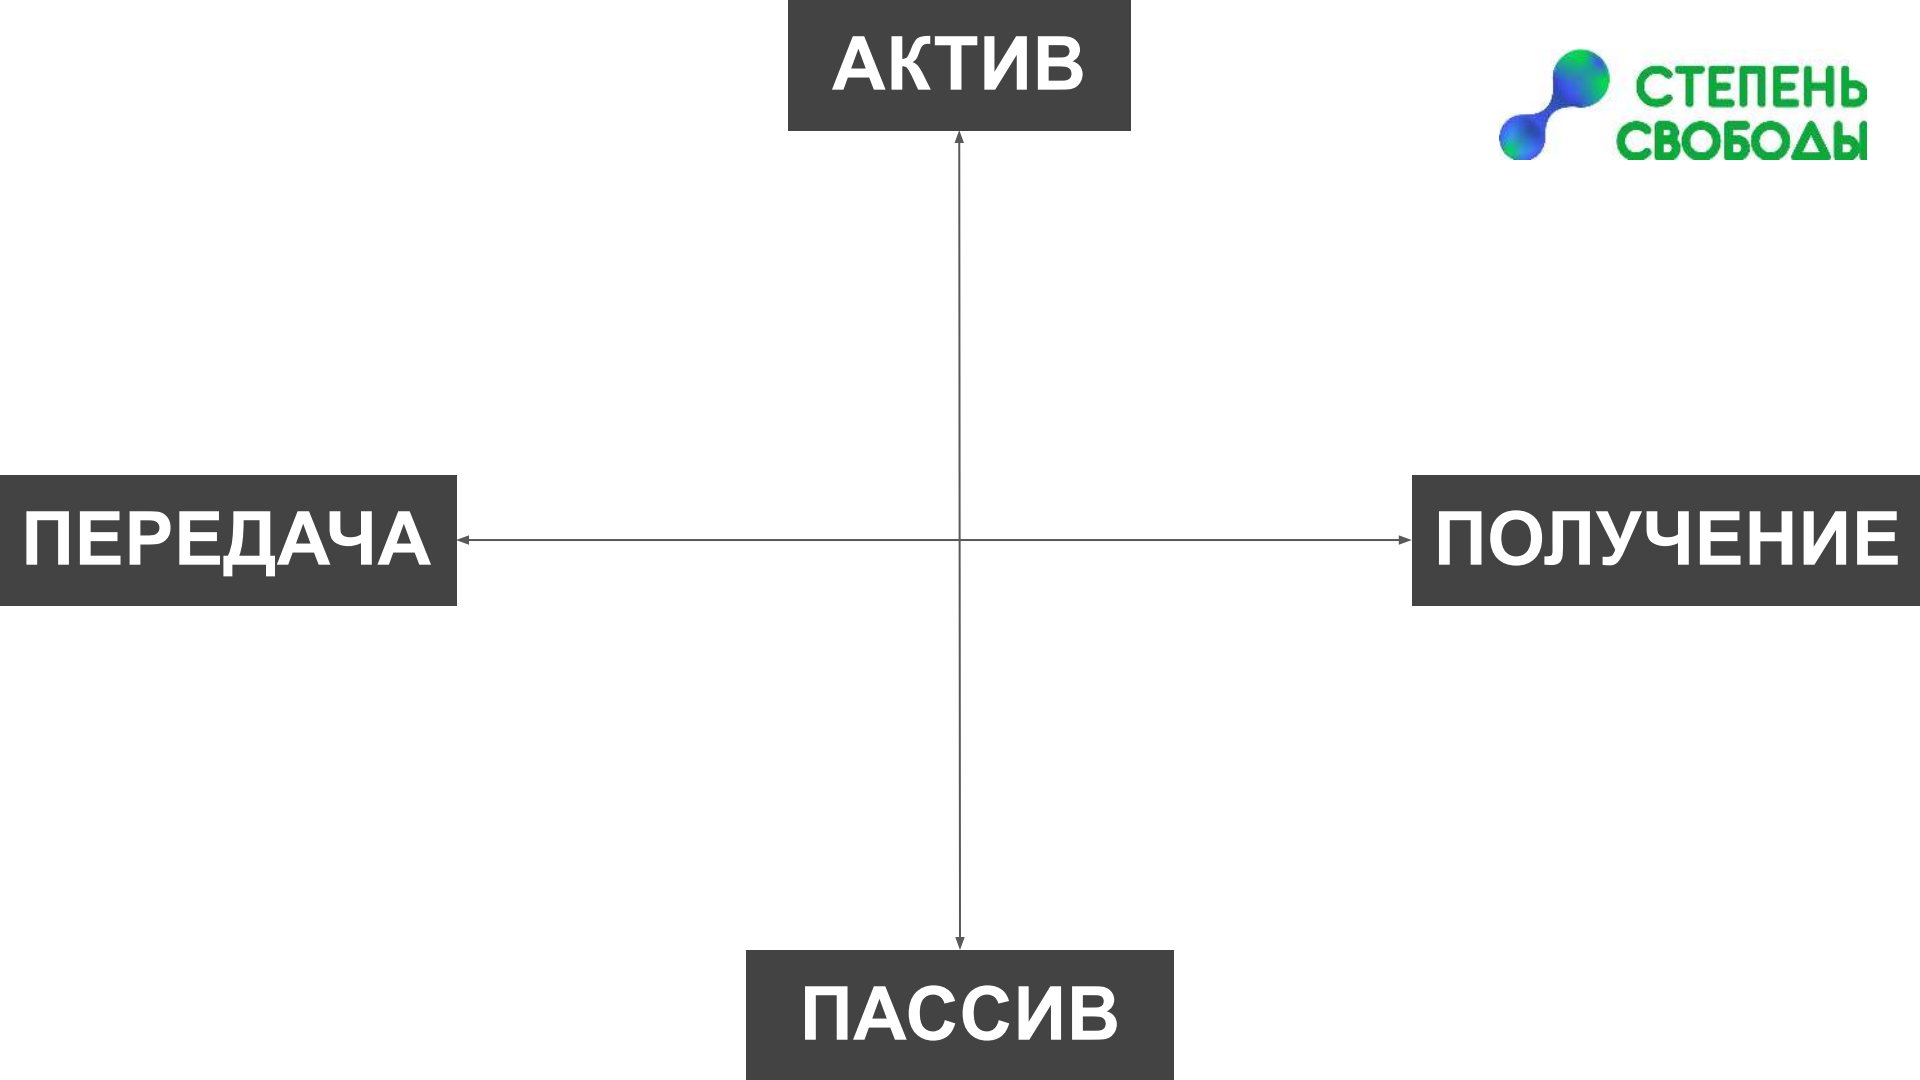 АКТИВ
СТЕПЕНЬ
СВОБОДЫ
ПЕРЕДАЧА
ПОЛУЧЕНИЕ
ПАССИВ